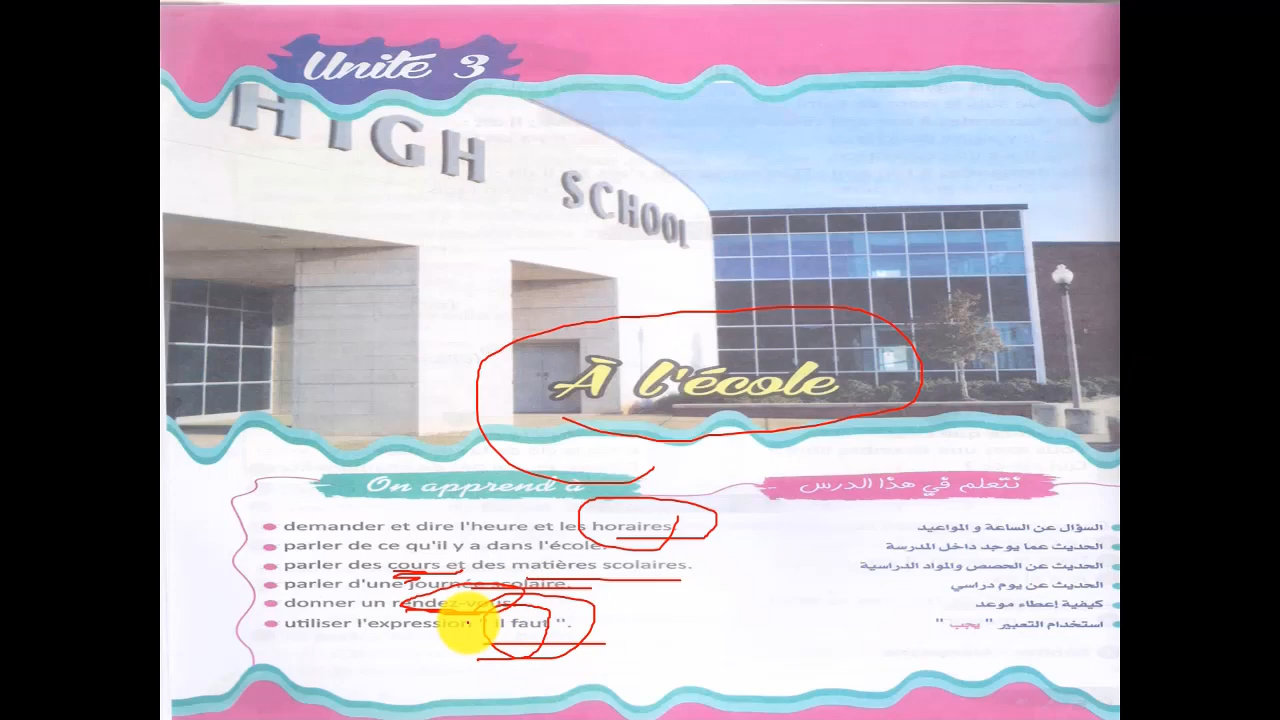 Unité 3
HIGH SCHOOL
À l'école
On apprend à
demander et dire l'heure et les horaires.
parler de ce qu'il y a dans l'école.
parler des cours et des matières scolaires.
parler d'une journée scolaire.
donner un rendez-vous.
utiliser l'expression " il faut ".
نتعلم في هذا الدرس
السؤال عن الساعة و المواعيد
الحديث عما يوجد داخل المدرسة
الحديث عن الحصص والمواد الدراسية
الحديث عن يوم دراسي
كيفية إعطاء موعد
استخدام التعبير " يجب "